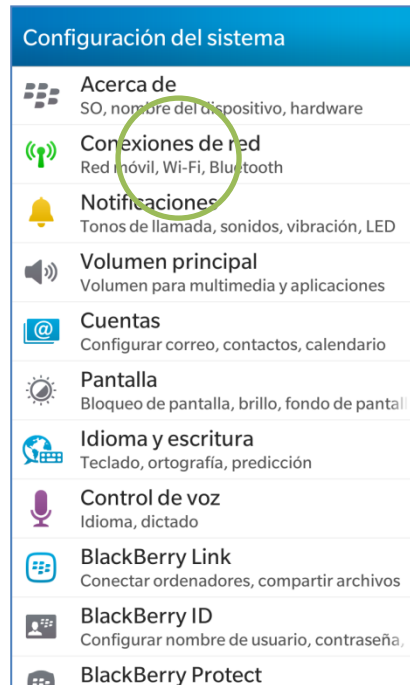 Configuración del sistema
Acerca de
SO, nombre del dispositivo, hardware
Conexiones de red
Red móvil, Wi-Fi, Bluetooth
Notificaciones
Tonos de llamada, sonidos, vibración, LED
Volumen principal
Volumen para multimedia y aplicaciones
Cuentas
Configurar correo, contactos, calendario
Pantalla
Bloqueo de pantalla, brillo, fondo de pantall
Idioma y escritura
Teclado, ortografía, predicción
Control de voz
Idioma, dictado
BlackBerry Link
Conectar ordenadores, compartir archivos
BlackBerry ID
Configurar nombre de usuario, contraseña,
BlackBerry Protect